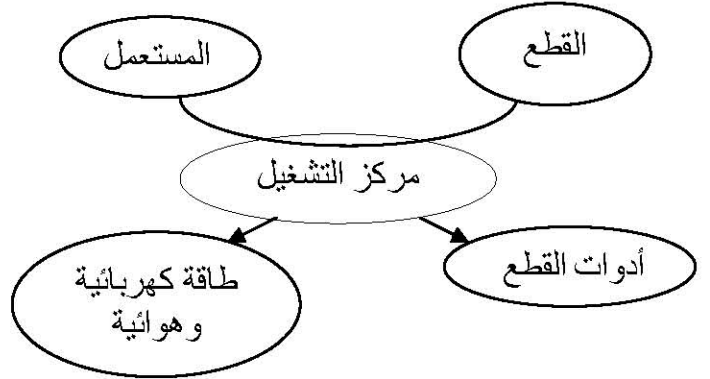 القطع
المستعمل
مركز التشغيل
أدوات القطع
طاقة كهربائية
وهوائية